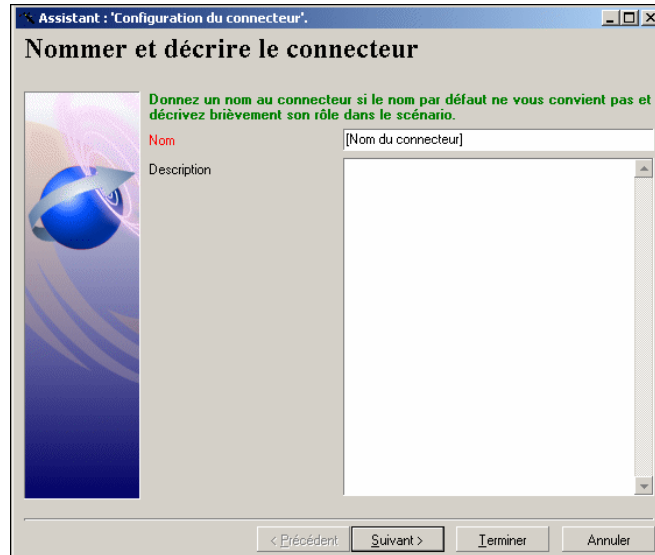 Assistant : 'Configuration du connecteur'.
Nommer et décrire le connecteur
Donnez un nom au connecteur si le nom par défaut ne vous convient pas et
décrivez brièvement son rôle dans le scénario.
Nom
[Nom du connecteur]
Description
< Précédent
Suivant >
Terminer
Annuler